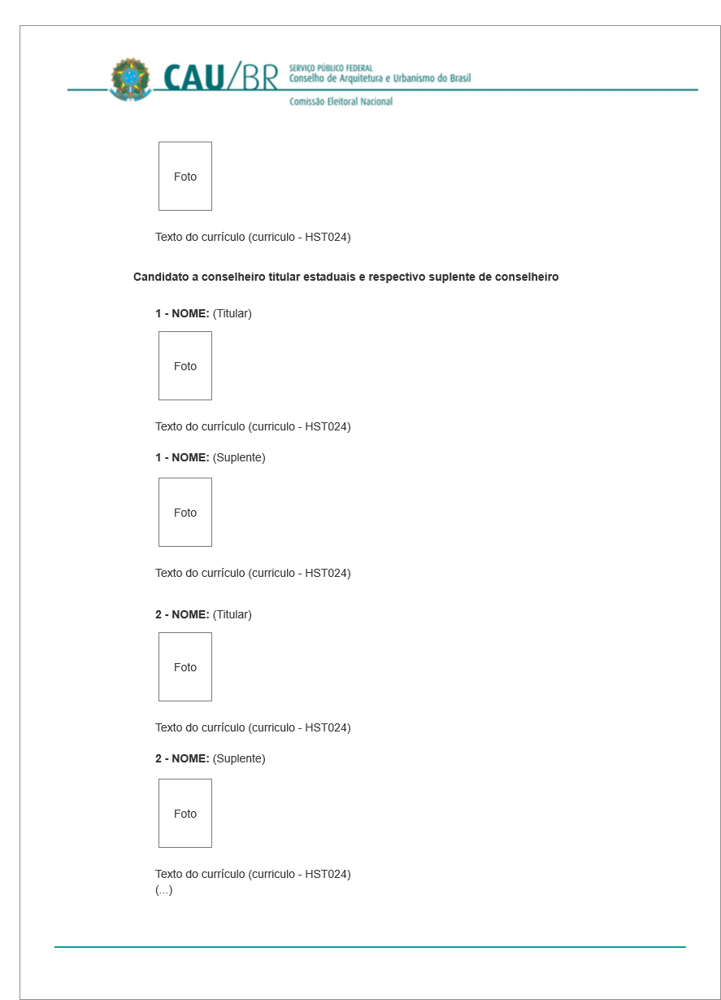 CAU/BR
SERVIÇO PÚBLICO FEDERAL
Conselho de Arquitetura e Urbanismo do Brasil
Comissão Eleitoral Nacional
Foto
Texto do currículo (curriculo - HST024)
Candidato a conselheiro titular estaduais e respectivo suplente de conselheiro
1 - NOME: (Titular)
Foto
Texto do currículo (curriculo - HST024)
1 - NOME: (Suplente)
Foto
Texto do currículo (curriculo - HST024)
2 - NOME: (Titular)
Foto
Texto do currículo (curriculo - HST024)
2 - NOME: (Suplente)
Foto
Texto do currículo (curriculo - HST024)
(...)